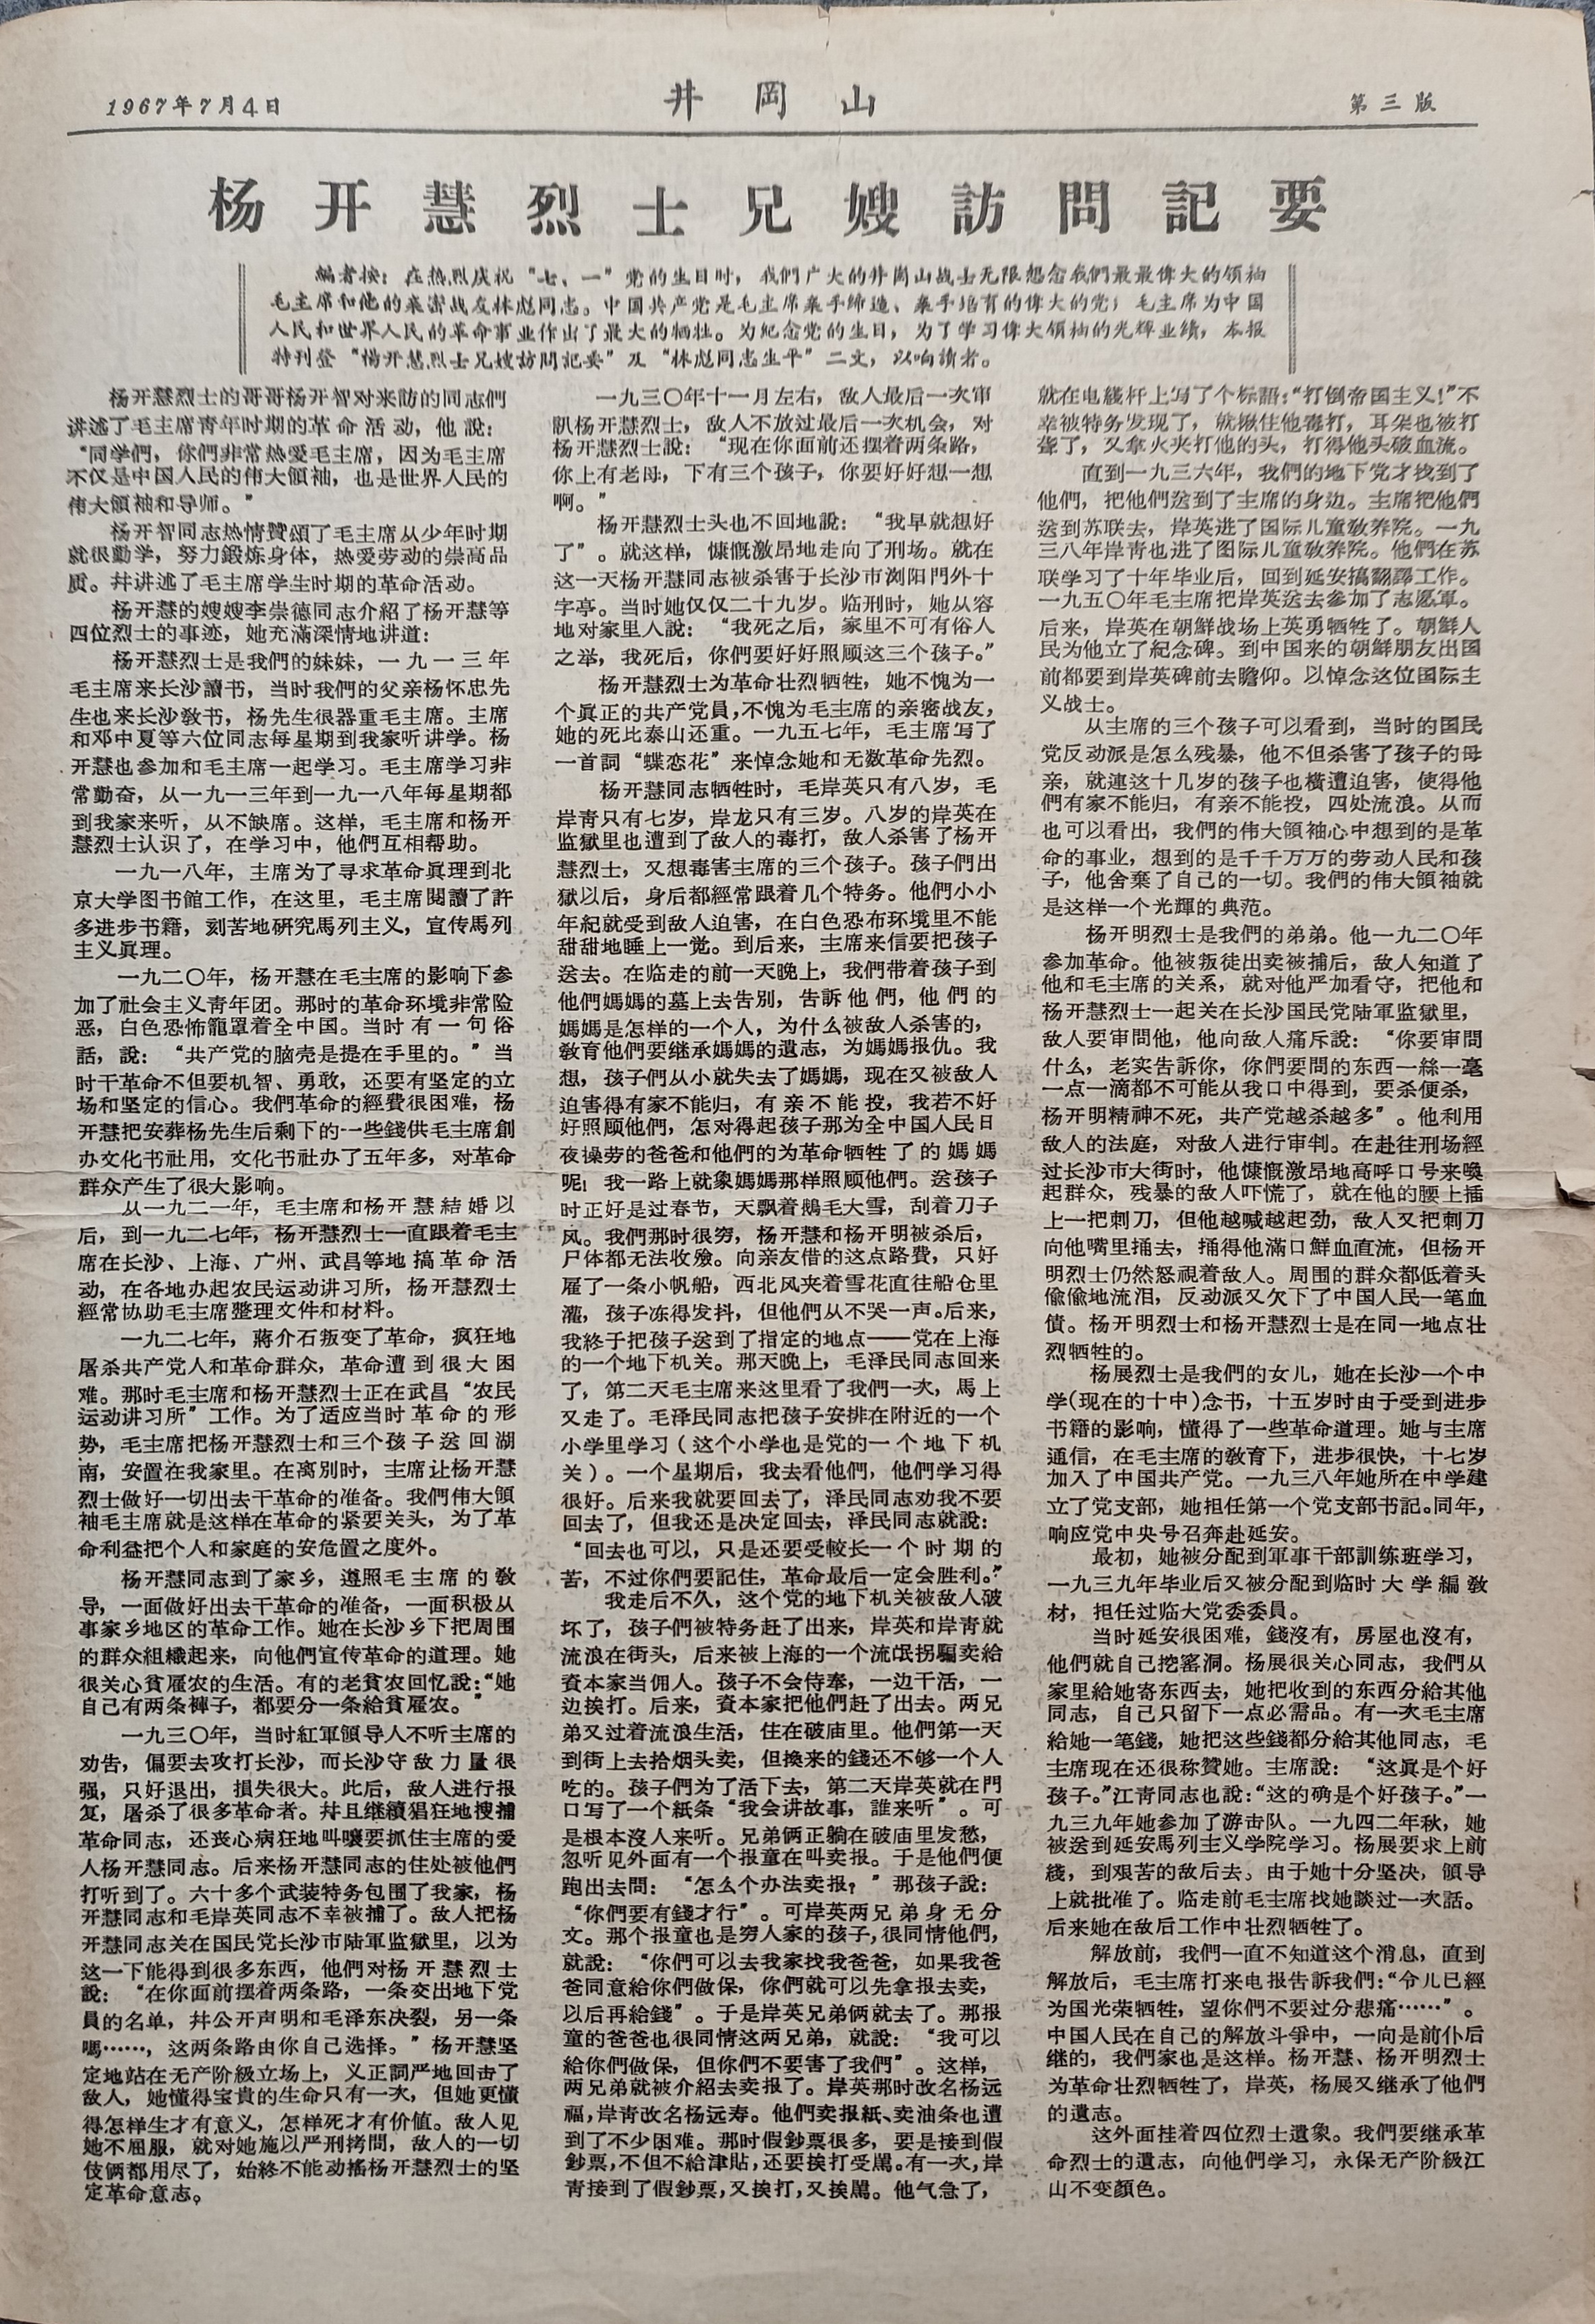 1967年7月4日
井岡山
第三版
杨开慧烈士兄嫂訪問記要
編者按：在热烈庆祝“七、一”党的生日时，我們广大的井崗山战士无限想念我們最最偉大的領袖
毛主席和他的亲密战友林彪同志。中国共产党是毛主席亲手締造、亲手培育的偉大的党；毛主席为中国
人民和世界人民的革命事业作出了最大的牺牲。为紀念党的生日，为了学习偉大領袖的光輝业績，本报
特刊登“楊开慧烈士兄嫂訪問記要”及“林彪同志生平”二文，以响讀者。
杨开慧烈士的哥哥杨开智对来訪的同志們
讲述了毛主席靑年时期的革命活动，他說：
“同学們，你們非常热爱毛主席，因为毛主席
不仅是中国人民的伟大領袖，也是世界人民的
伟大領袖和导师。”
杨开智同志热情贊頌了毛主席从少年时期
就很勤学，努力鍛炼身体，热爱劳动的崇高品
质。幷讲述了毛主席学生时期的革命活动。
杨开慧的嫂嫂李崇德同志介紹了杨开慧等
四位烈士的事迹，她充滿深情地讲道：
杨开慧烈士是我們的妹妹，一九一三年
毛主席来长沙讀书，当时我們的父亲杨怀忠先
生也来长沙敎书，杨先生很器重毛主席。主席
和邓中夏等六位同志每星期到我家听讲学。杨
开慧也参加和毛主席一起学习。毛主席学习非
常勤奋，从一九一三年到一九一八年每星期都
到我家来听，从不缺席。这样，毛主席和杨开
慧烈士认识了，在学习中，他們互相帮助。
一九一八年，主席为了寻求革命眞理到北
京大学图书館工作，在这里，毛主席閱讀了許
多进步书籍，刻苦地硏究馬列主义，宣传馬列
主义眞理。
一九二〇年，杨开慧在毛主席的影响下参
加了社会主义靑年团。那时的革命环境非常险
恶，白色恐怖籠罩着全中国。当时有一句俗
話，說：“共产党的脑壳是提在手里的。”当
时干革命不但要机智、勇敢，还要有坚定的立
场和坚定的信心。我們革命的經費很困难，杨
开慧把安葬杨先生后剩下的一些錢供毛主席創
办文化书社用，文化书社办了五年多，对革命
群众产生了很大影响。
从一九二一年，毛主席和杨开慧結婚以
后，到一九二七年，杨开慧烈士一直跟着毛主
席在长沙、上海、广州、武昌等地搞革命活
动，在各地办起农民运动讲习所，杨开慧烈士
經常协助毛主席整理文件和材料。
一九二七年，蔣介石叛变了革命，疯狂地
屠杀共产党人和革命群众，革命遭到很大困
难。那时毛主席和杨开慧烈士正在武昌“农民
运动讲习所”工作。为了适应当时革命的形
势，毛主席把杨开慧烈士和三个孩子送回湖
南，安置在我家里。在离别时，主席让杨开慧
烈士做好一切出去干革命的准备。我們伟大領
袖毛主席就是这样在革命的紧要关头，为了革
命利益把个人和家庭的安危置之度外。
杨开慧同志到了家乡，遵照毛主席的敎
导，一面做好出去干革命的准备，一面积极从
事家乡地区的革命工作。她在长沙乡下把周围
的群众組織起来，向他們宣传革命的道理。她
很关心貧雇农的生活。有的老貧农回忆說：“她
自己有两条褲子，都要分一条給貧雇农。”
一九三〇年，当时紅軍領导人不听主席的
劝告，偏要去攻打长沙，而长沙守敌力量很
强，只好退出，損失很大。此后，敌人进行报
复，屠杀了很多革命者。幷且继續猖狂地搜捕
革命同志，还丧心病狂地叫嚷要抓住主席的爱
人杨开慧同志。后来杨开慧同志的住处被他們
打听到了。六十多个武装特务包围了我家，杨
开慧同志和毛岸英同志不幸被捕了。敌人把杨
开慧同志关在国民党长沙市陆軍监獄里，以为
这一下能得到很多东西，他們对杨开慧烈士
說：“在你面前摆着两条路，一条交出地下党
員的名单，幷公开声明和毛泽东决裂，另一条
嗎……，这两条路由你自己选择。”杨开慧坚
定地站在无产阶級立场上，义正詞严地回击了
敌人，她懂得宝貴的生命只有一次，但她更懂
得怎样生才有意义，怎样死才有价值。敌人见
她不屈服，就对她施以严刑拷問，敌人的一切
伎俩都用尽了，始終不能动搖杨开慧烈士的坚
定革命意志。
一九三〇年十一月左右，敌人最后一次审
訊杨开慧烈士，敌人不放过最后一次机会，对
杨开慧烈士說：“现在你面前还摆着两条路，
你上有老母，下有三个孩子，你要好好想一想
啊。”
杨开慧烈士头也不回地說：“我早就想好
了”。就这样，慷慨激昂地走向了刑场。就在
这一天杨开慧同志被杀害于长沙市浏阳門外十
字亭。当时她仅仅二十九岁。临刑时，她从容
地对家里人說：“我死之后，家里不可有俗人
之举，我死后，你們要好好照顾这三个孩子。”
杨开慧烈士为革命壮烈牺牲，她不愧为一
个眞正的共产党員，不愧为毛主席的亲密战友，
她的死比泰山还重。一九五七年，毛主席写了
一首詞“蝶恋花”来悼念她和无数革命先烈。
杨开慧同志牺牲时，毛岸英只有八岁，毛
岸靑只有七岁，岸龙只有三岁。八岁的岸英在
监獄里也遭到了敌人的毒打，敌人杀害了杨开
慧烈士，又想毒害主席的三个孩子。孩子們出
獄以后，身后都經常跟着几个特务。他們小小
年紀就受到敌人迫害，在白色恐布环境里不能
甜甜地睡上一觉。到后来，主席来信要把孩子
送去。在临走的前一天晚上，我們带着孩子到
他們媽媽的墓上去告別，告訴他們，他們的
媽媽是怎样的一个人，为什么被敌人杀害的，
敎育他們要继承媽媽的遺志，为媽媽报仇。我
想，孩子們从小就失去了媽媽，现在又被敌人
迫害得有家不能归，有亲不能投，我若不好
好照顾他們，怎对得起孩子那为全中国人民日
夜操劳的爸爸和他們的为革命牺牲了的媽媽
呢！我一路上就象媽媽那样照顾他們。送孩子
时正好是过春节，天飘着鵝毛大雪，刮着刀子
风。我們那时很穷，杨开慧和杨开明被杀后，
尸体都无法收殮。向亲友借的这点路費，只好
雇了一条小帆船，西北风夹着雪花直往船仓里
灌，孩子冻得发抖，但他們从不哭一声。后来，
我終于把孩子送到了指定的地点——党在上海
的一个地下机关。那天晚上，毛泽民同志回来
了，第二天毛主席来这里看了我們一次，馬上
又走了。毛泽民同志把孩子安排在附近的一个
小学里学习（这个小学也是党的一个地下机
关）。一个星期后，我去看他們，他們学习得
很好。后来我就要回去了，泽民同志劝我不要
回去了，但我还是决定回去，泽民同志就說：
“回去也可以，只是还要受較长一个时期的
苦，不过你們要記住，革命最后一定会胜利。”
我走后不久，这个党的地下机关被敌人破
坏了，孩子們被特务赶了出来，岸英和岸靑就
流浪在街头，后来被上海的一个流氓拐騙卖給
資本家当佣人。孩子不会侍奉，一边干活，一
边挨打。后来，資本家把他們赶了出去。两兄
弟又过着流浪生活，住在破庙里。他們第一天
到街上去拾烟头卖，但換来的錢还不够一个人
吃的。孩子們为了活下去，第二天岸英就在門
口写了一个紙条“我会讲故事，誰来听”。可
是根本沒人来听。兄弟俩正躺在破庙里发愁，
忽听见外面有一个报童在叫卖报。于是他們便
跑出去問：“怎么个办法卖报？”那孩子說：
“你們要有錢才行”。可岸英两兄弟身无分
文。那个报童也是穷人家的孩子，很同情他們，
就說：“你們可以去我家找我爸爸，如果我爸
爸同意給你們做保，你們就可以先拿报去卖，
以后再給錢”。于是岸英兄弟俩就去了。那报
童的爸爸也很同情这两兄弟，就說：“我可以
給你們做保，但你們不要害了我們”。这样，
两兄弟就被介紹去卖报了。岸英那时改名杨远
福，岸靑改名杨远寿。他們卖报紙、卖油条也遭
到了不少困难。那时假鈔票很多，要是接到假
鈔票，不但不給津貼，还要挨打受駡。有一次，岸
靑接到了假鈔票，又挨打，又挨駡。他气急了，
就在电綫杆上写了个标語：“打倒帝国主义！”不
幸被特务发现了，就揪住他毒打，耳朵也被打
聋了，又拿火夹打他的头，打得他头破血流。
直到一九三六年，我們的地下党才找到了
他們，把他們送到了主席的身边。主席把他們
送到苏联去，岸英进了国际儿童敎养院。一九
三八年岸靑也进了图际儿童敎养院。他們在苏
联学习了十年毕业后，回到延安搞翻譯工作。
一九五〇年毛主席把岸英送去参加了志愿軍。
后来，岸英在朝鮮战场上英勇牺牲了。朝鮮人
民为他立了紀念碑。到中国来的朝鮮朋友出国
前都要到岸英碑前去瞻仰。以悼念这位国际主
义战士。
从主席的三个孩子可以看到，当时的国民
党反动派是怎么残暴，他不但杀害了孩子的母
亲，就連这十几岁的孩子也橫遭迫害，使得他
們有家不能归，有亲不能投，四处流浪。从而
也可以看出，我們的伟大領袖心中想到的是革
命的事业，想到的是千千万万的劳动人民和孩
子，他舍棄了自己的一切。我們的伟大領袖就
是这样一个光輝的典范。
杨开明烈士是我們的弟弟。他一九二〇年
参加革命。他被叛徒出卖被捕后，敌人知道了
他和毛主席的关系，就对他严加看守，把他和
杨开慧烈士一起关在长沙国民党陆軍监獄里，
敌人要审問他，他向敌人痛斥說：“你要审問
什么，老实告訴你，你們要問的东西一絲一毫
一点一滴都不可能从我口中得到，要杀便杀，
杨开明精神不死，共产党越杀越多”。他利用
敌人的法庭，对敌人进行审判。在赴往刑场經
过长沙市大街时，他慷慨激昂地高呼口号来喚
起群众，残暴的敌人吓慌了，就在他的腰上插
上一把刺刀，但他越喊越起劲，敌人又把刺刀
向他嘴里捅去，捅得他滿口鮮血直流，但杨开
明烈士仍然怒視着敌人。周围的群众都低着头
偷偷地流泪，反动派又欠下了中国人民一笔血
債。杨开明烈士和杨开慧烈士是在同一地点壮
烈牺牲的。
杨展烈士是我們的女儿，她在长沙一个中
学(现在的十中)念书，十五岁时由于受到进步
书籍的影响，懂得了一些革命道理。她与主席
通信，在毛主席的敎育下，进步很快，十七岁
加入了中国共产党。一九三八年她所在中学建
立了党支部，她担任第一个党支部书記。同年，
响应党中央号召奔赴延安。
最初，她被分配到軍事干部訓练班学习，
一九三九年毕业后又被分配到临时大学編敎
材，担任过临大党委委員。
当时延安很困难，錢沒有，房屋也沒有，
他們就自己挖窰洞。杨展很关心同志，我們从
家里給她寄东西去，她把收到的东西分給其他
同志，自己只留下一点必需品。有一次毛主席
給她一笔錢，她把这些錢都分給其他同志，毛
主席现在还很称贊她。主席說：“这眞是个好
孩子。”江靑同志也說：“这的确是个好孩子。”一
九三九年她参加了游击队。一九四二年秋，她
被送到延安馬列主义学院学习。杨展要求上前
綫，到艰苦的敌后去，由于她十分坚决，領导
上就批准了。临走前毛主席找她談过一次話。
后来她在敌后工作中壮烈牺牲了。
解放前，我們一直不知道这个消息，直到
解放后，毛主席打来电报告訴我們：“令儿已經
为国光荣牺牲，望你們不要过分悲痛……”。
中国人民在自己的解放斗爭中，一向是前仆后
继的，我們家也是这样。杨开慧、杨开明烈士
为革命壮烈牺牲了，岸英，杨展又继承了他們
的遺志。
这外面挂着四位烈士遺象。我們要继承革
命烈士的遺志，向他們学习，永保无产阶級江
山不变顏色。